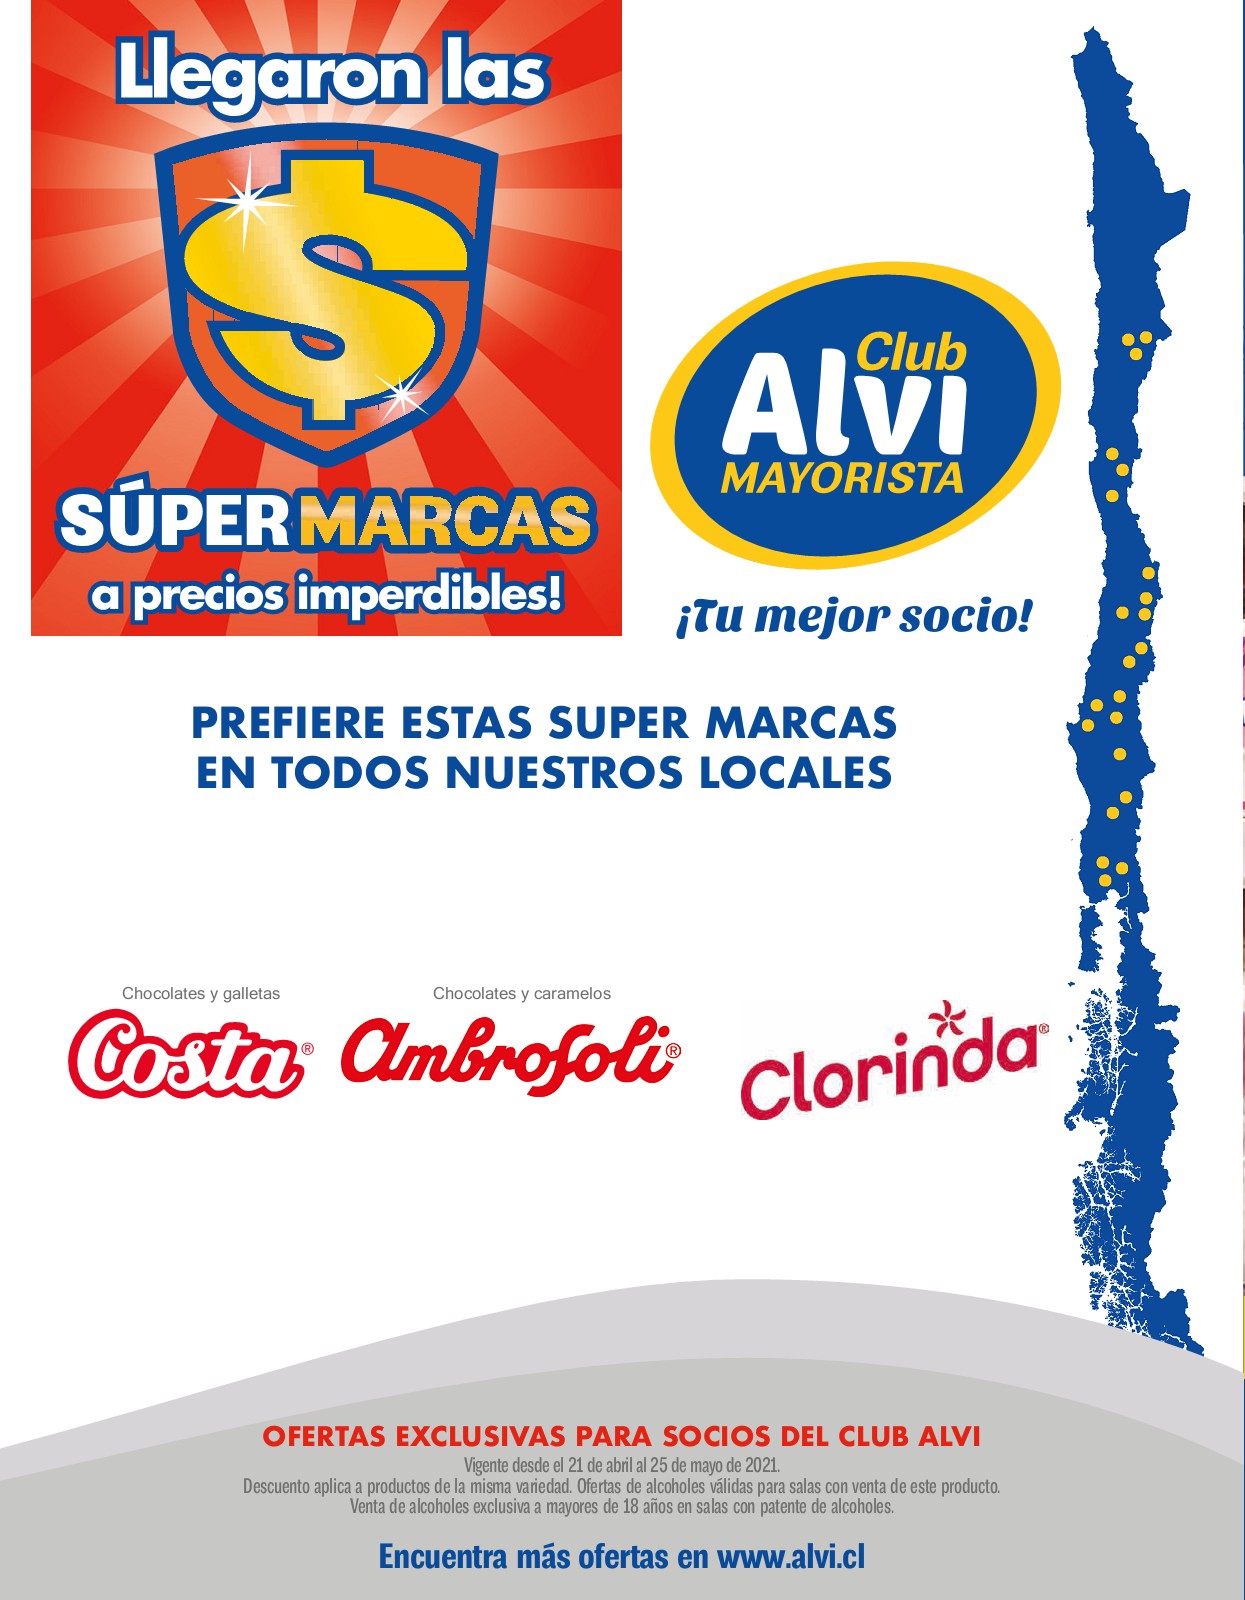 Llegaron las
$
SÚPER MARCAS
a precios imperdibles!
Club
Alvi
MAYORISTA
¡Tu mejor socio!
PREFIERE ESTAS SUPER MARCAS
EN TODOS NUESTROS LOCALES
Chocolates y galletas
Costa®
Chocolates y caramelos
Ambrosoli®
Clorinda®
OFERTAS EXCLUSIVAS PARA SOCIOS DEL CLUB ALVI
Vigente desde el 21 de abril al 25 de mayo de 2021.
Descuento aplica a productos de la misma variedad. Ofertas de alcoholes válidas para salas con venta de este producto.
Venta de alcoholes exclusiva a mayores de 18 años en salas con patente de alcoholes.
Encuentra más ofertas en www.alvi.cl